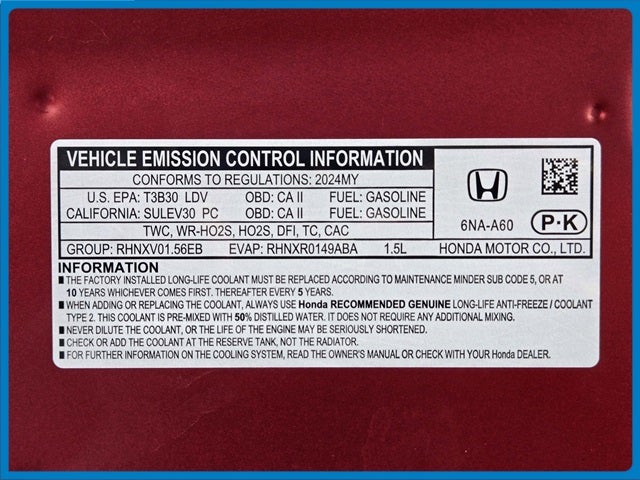 VEHICLE EMISSION CONTROL INFORMATION
CONFORMS TO REGULATIONS: 2024MY
U.S. EPA: T3B30 LDV OBD: CA II FUEL: GASOLINE
CALIFORNIA: SULEV30 PC OBD: CA II FUEL: GASOLINE
TWC, WR-HO2S, HO2S, DFI, TC, CAC
GROUP: RHNXV01.56EB EVAP: RHNXR0149ABA 1.5L
6NA-A60
P·K
HONDA MOTOR CO., LTD.
INFORMATION
■ THE FACTORY INSTALLED LONG-LIFE COOLANT MUST BE REPLACED ACCORDING TO MAINTENANCE MINDER SUB CODE 5, OR AT
10 YEARS WHICHEVER COMES FIRST. THEREAFTER EVERY 5 YEARS.
■ WHEN ADDING OR REPLACING THE COOLANT, ALWAYS USE Honda RECOMMENDED GENUINE LONG-LIFE ANTI-FREEZE / COOLANT
TYPE 2. THIS COOLANT IS PRE-MIXED WITH 50% DISTILLED WATER. IT DOES NOT REQUIRE ANY ADDITIONAL MIXING.
■ NEVER DILUTE THE COOLANT, OR THE LIFE OF THE ENGINE MAY BE SERIOUSLY SHORTENED.
■ CHECK OR ADD THE COOLANT AT THE RESERVE TANK, NOT THE RADIATOR.
■ FOR FURTHER INFORMATION ON THE COOLING SYSTEM, READ THE OWNER'S MANUAL OR CHECK WITH YOUR Honda DEALER.